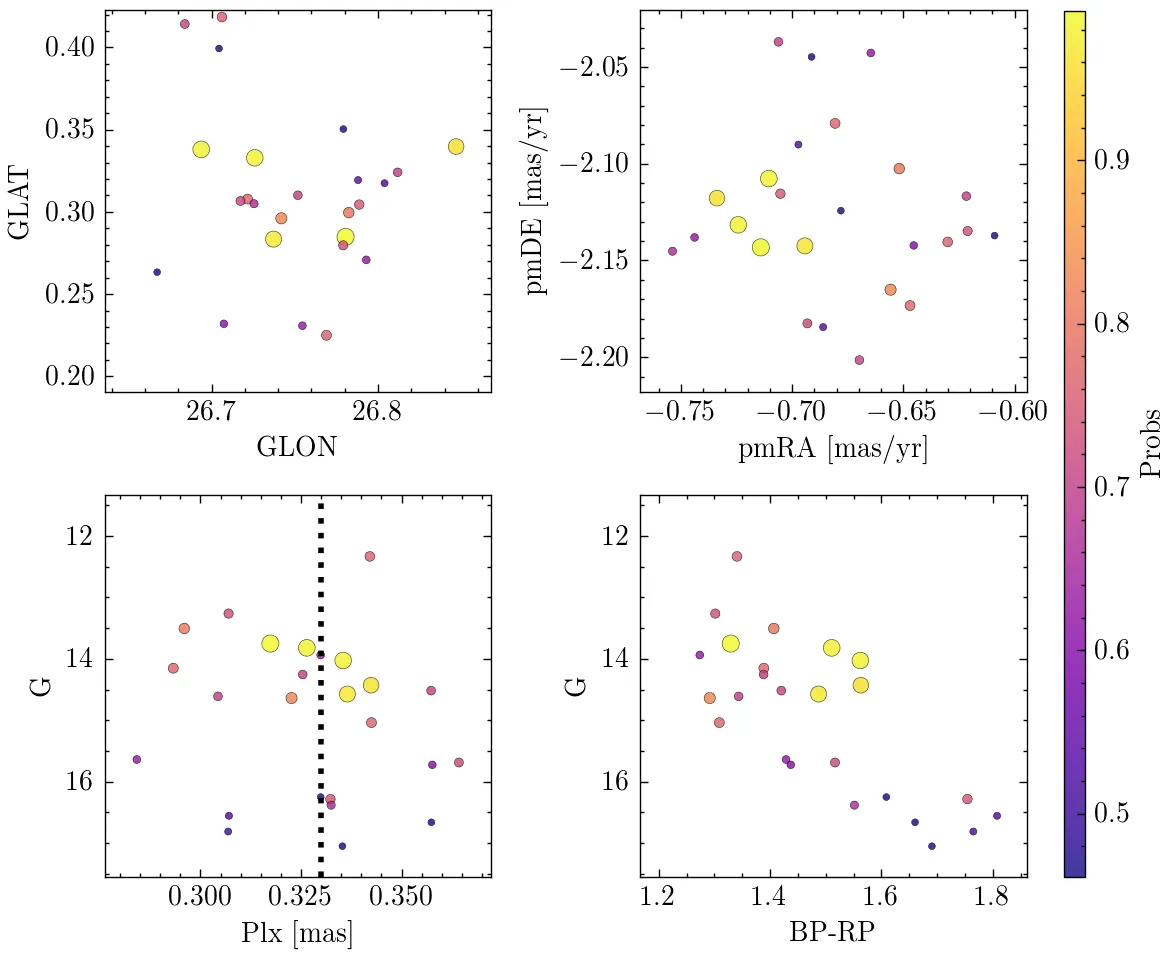 0.40
0.35
0.30
0.25
0.20
GLAT
26.7 26.8
GLON
−2.05
−2.10
−2.15
−2.20
pmDE [mas/yr]
−0.75 −0.70 −0.65 −0.60
pmRA [mas/yr]
0.9
0.8
0.7
0.6
0.5
Probs
12
14
16
G
0.300 0.325 0.350
Plx [mas]
12
14
16
G
1.2 1.4 1.6 1.8
BP-RP